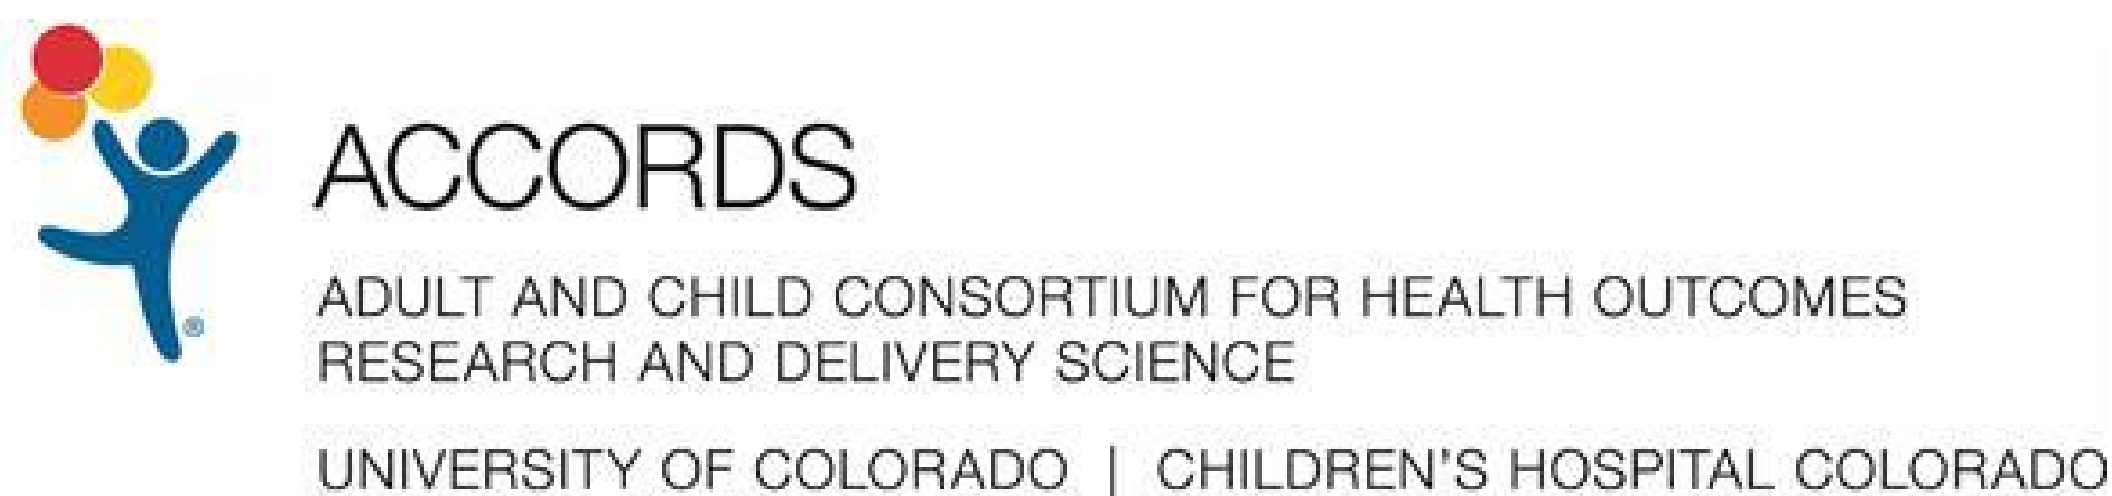 ACCORDS
ADULT AND CHILD CONSORTIUM FOR HEALTH OUTCOMES
RESEARCH AND DELIVERY SCIENCE
UNIVERSITY OF COLORADO | CHILDREN'S HOSPITAL COLORADO
®